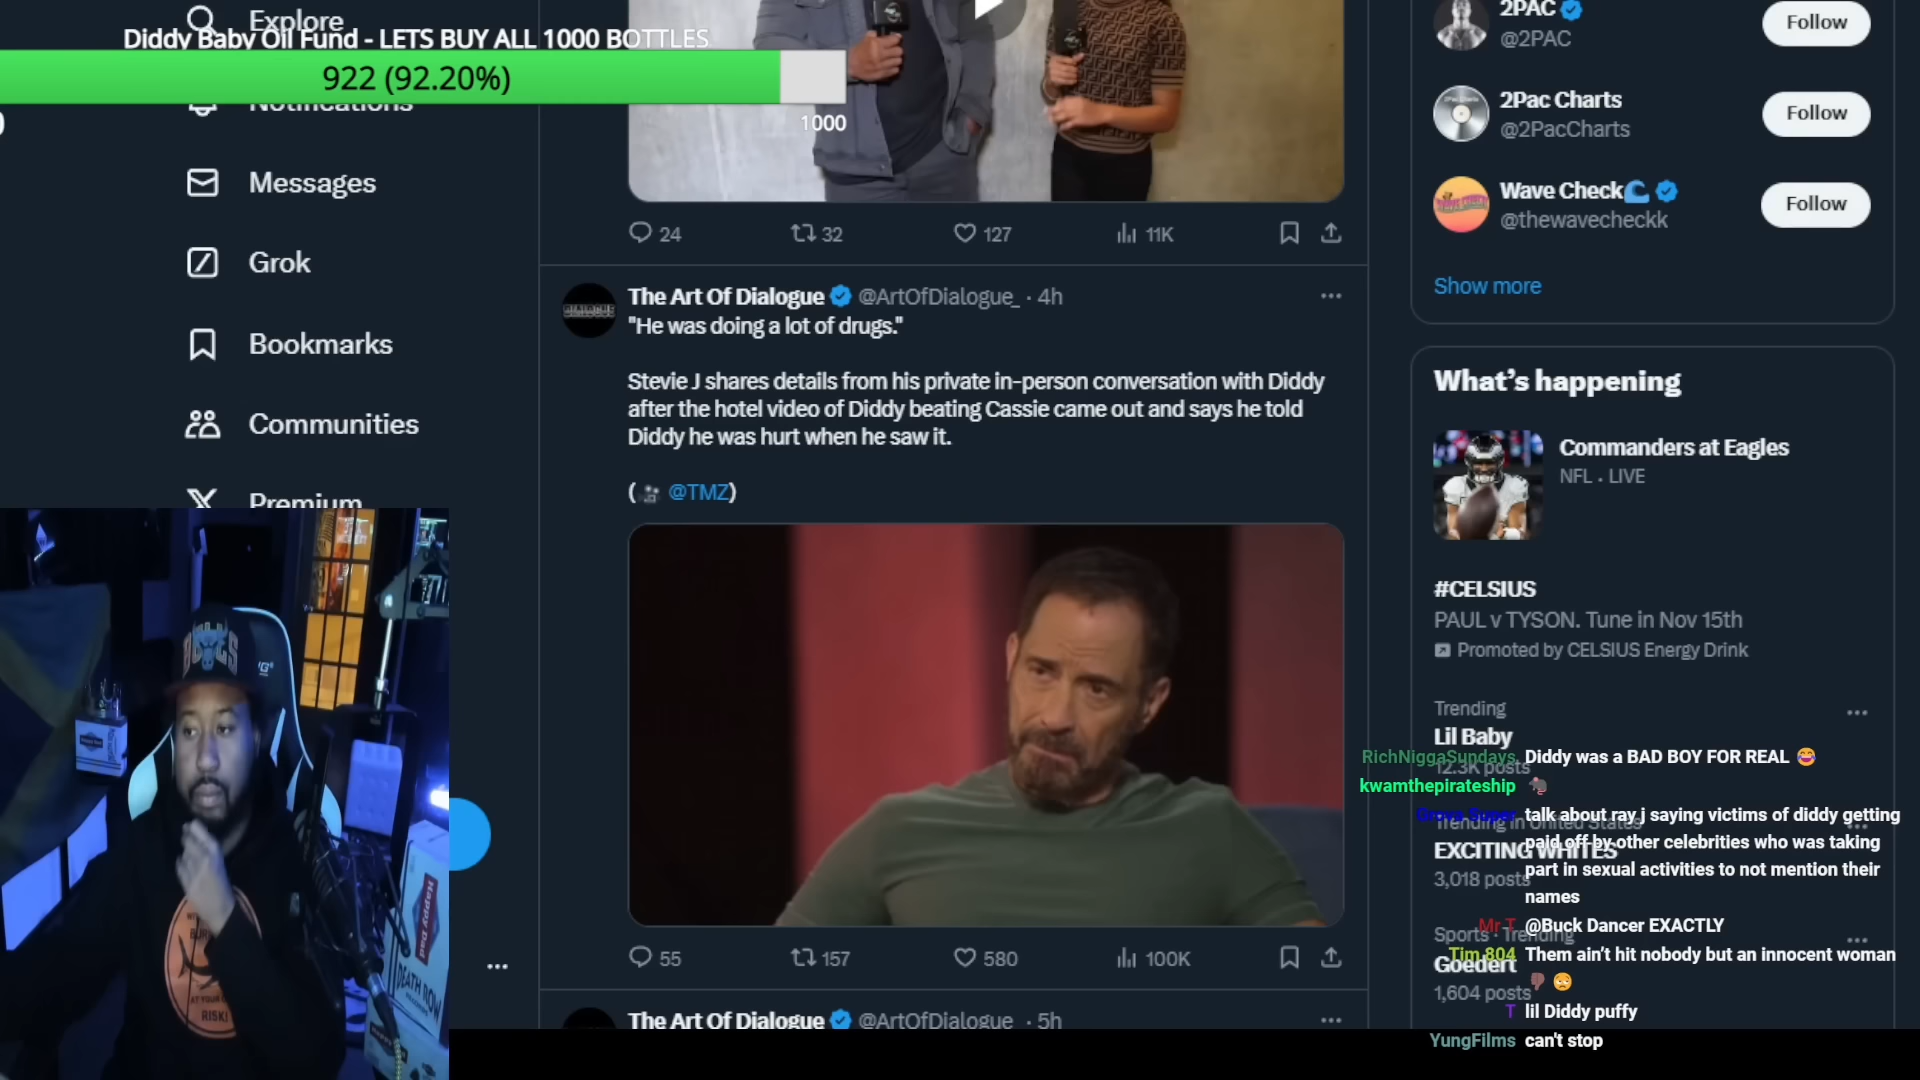 Explore
Diddy Baby Oil Fund - LETS BUY ALL 1000 BOTTLES
922 (92.20%)
1000
Notifications
Messages
Grok
Bookmarks
Communities
Premium
24
32
127
11K
The Art Of Dialogue @ArtOfDialogue_ · 4h
"He was doing a lot of drugs."
Stevie J shares details from his private in-person conversation with Diddy
after the hotel video of Diddy beating Cassie came out and says he told
Diddy he was hurt when he saw it.
(🎥 @TMZ)
55
157
580
100K
The Art Of Dialogue @ArtOfDialogue_ · 5h
2PAC
@2PAC
Follow
2Pac Charts
@2PacCharts
Follow
Wave Check🌊
@thewavecheckk
Follow
Show more
What's happening
Commanders at Eagles
NFL · LIVE
#CELSIUS
PAUL v TYSON. Tune in Nov 15th
Promoted by CELSIUS Energy Drink
Trending
Lil Baby
12.3K posts
Trending in United States
EXCITING WHITES
3,018 posts
Sports · Trending
Goedert
1,604 posts
RichNiggaSundays Diddy was a BAD BOY FOR REAL 😂
kwamthepirateship 🐀
talk about ray j saying victims of diddy getting
paid off by other celebrities who was taking
part in sexual activities to not mention their
names
Mr T @Buck Dancer EXACTLY
Tim 804 Them ain't hit nobody but an innocent woman
👎🏾 😳
T lil Diddy puffy
YungFilms can't stop
BULLS
RISK!
Happy Dad
DEATH ROW